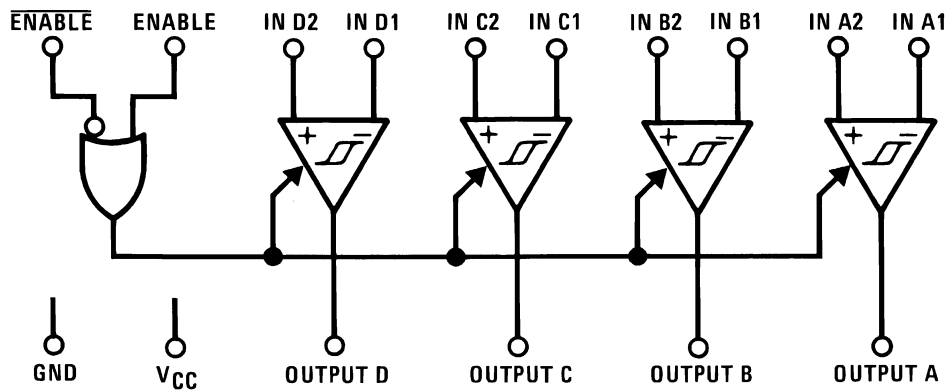 ENABLE ENABLE IN D2 IN D1 IN C2 IN C1 IN B2 IN B1 IN A2 IN A1
+ − + − + − + −
GND VCC OUTPUT D OUTPUT C OUTPUT B OUTPUT A